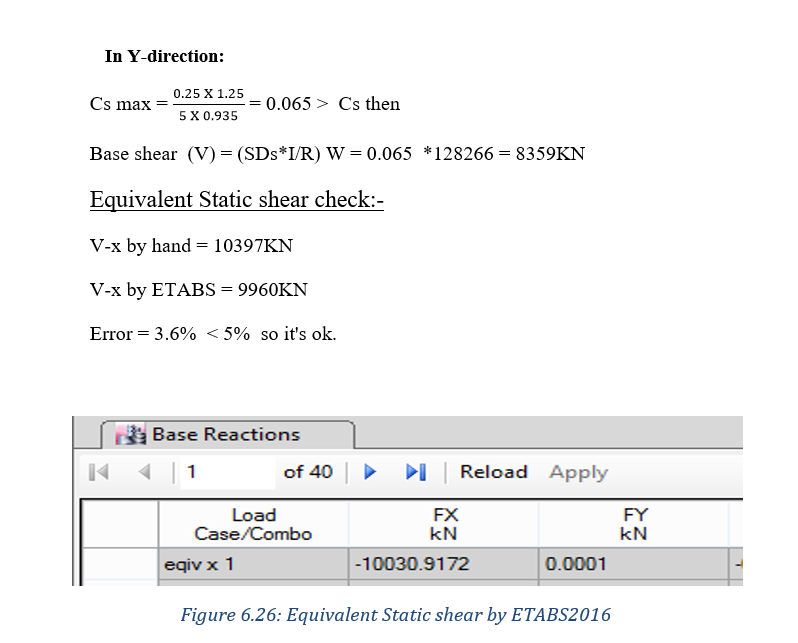 In Y-direction:
Cs max = 0.25 X 1.25 / 5 X 0.935 = 0.065 > Cs then
Base shear (V) = (SDs*I/R) W = 0.065 *128266 = 8359KN
Equivalent Static shear check:-
V-x by hand = 10397KN
V-x by ETABS = 9960KN
Error = 3.6% < 5% so it's ok.
Base Reactions
1 of 40 Reload Apply
Load Case/Combo FX kN FY kN
eqiv x 1 -10030.9172 0.0001
Figure 6.26: Equivalent Static shear by ETABS2016